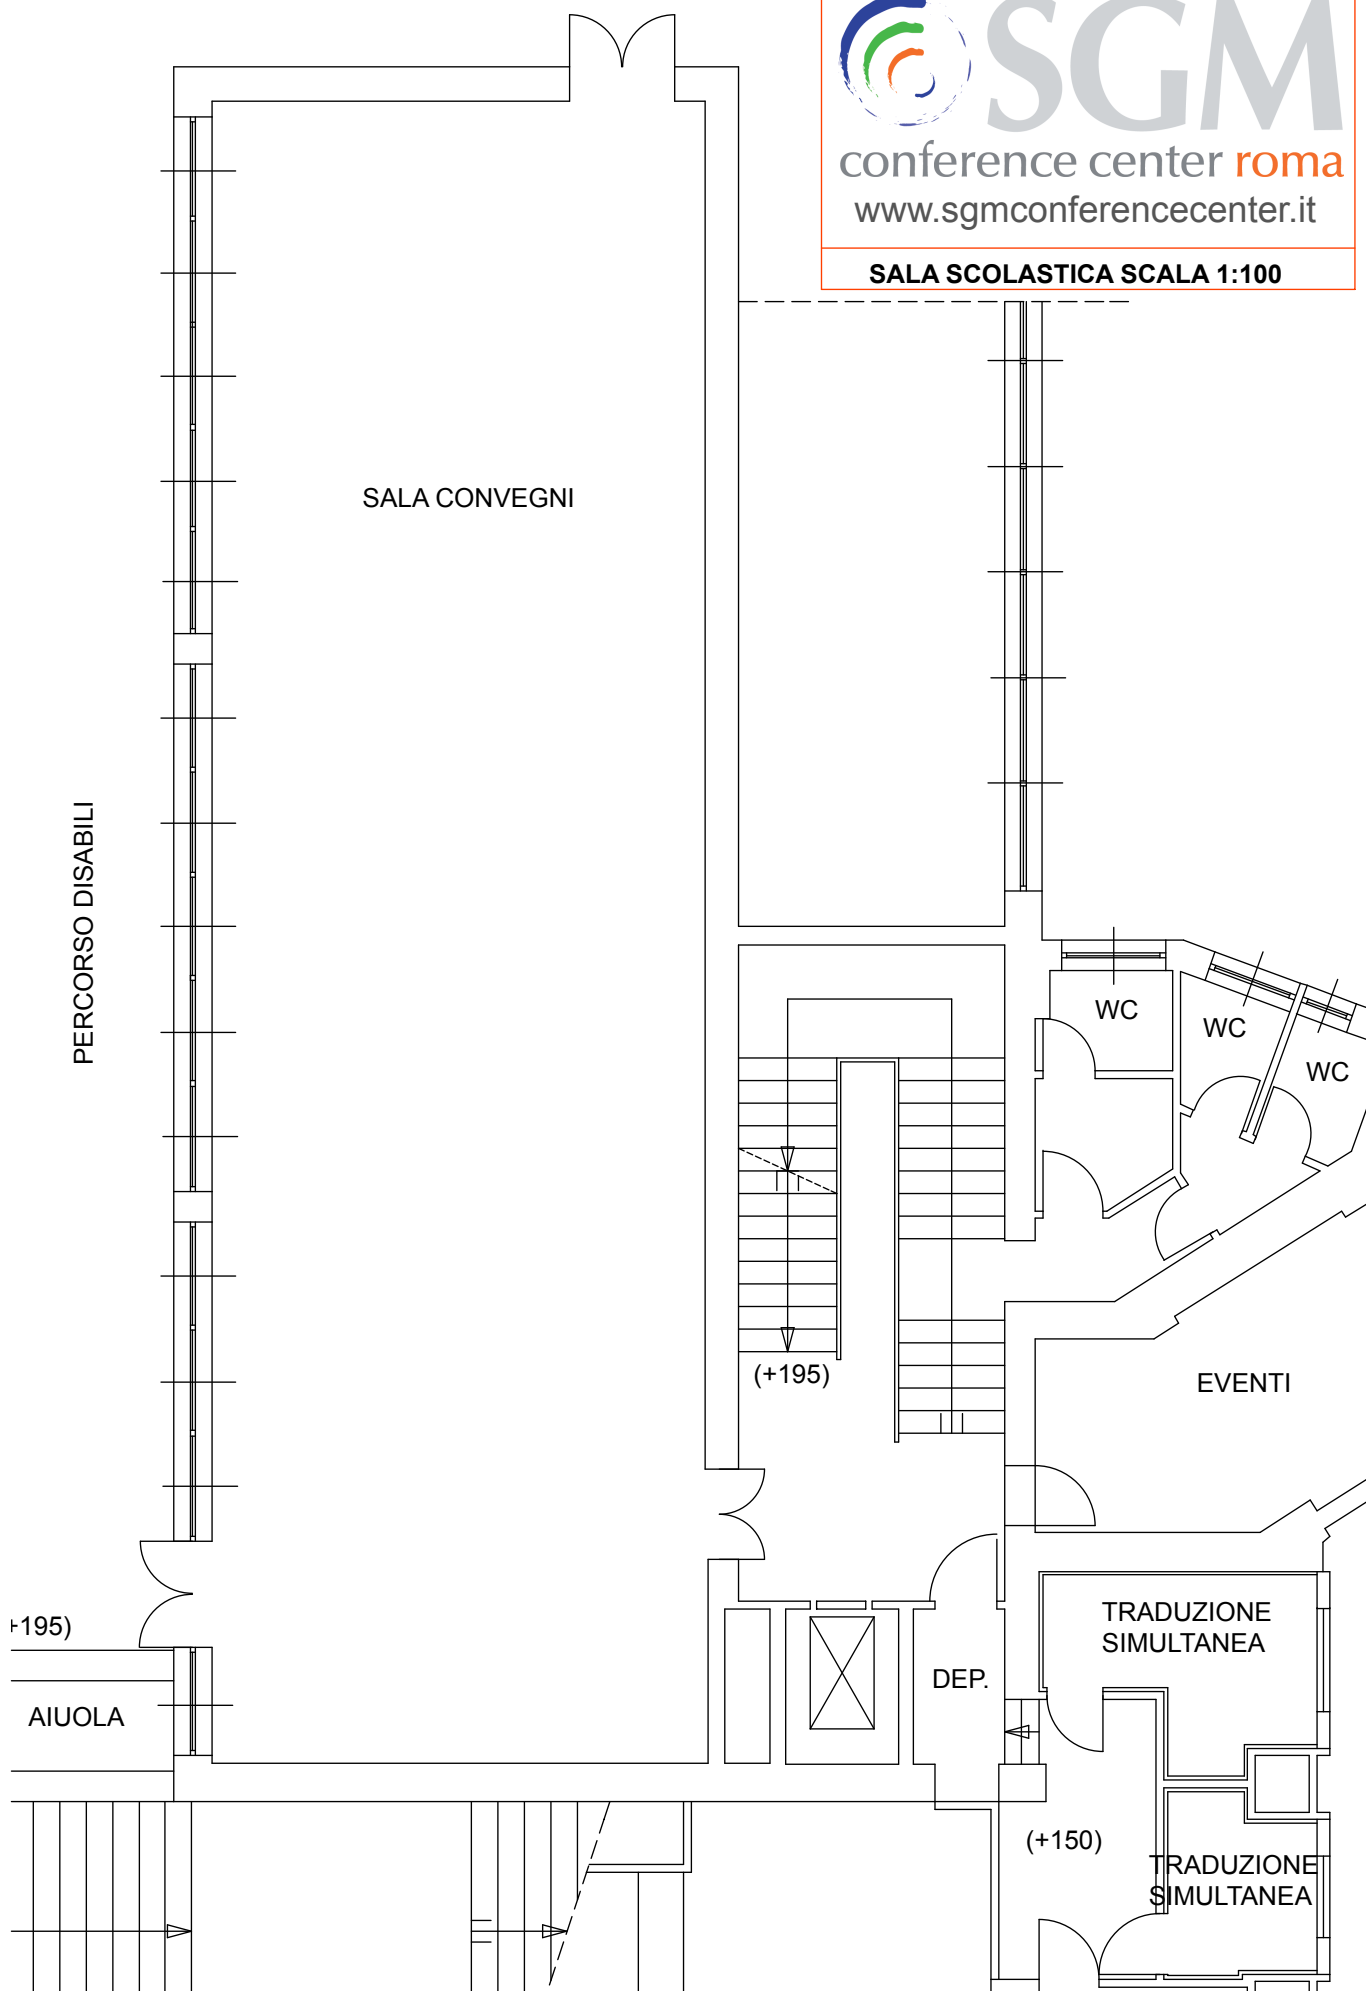 SGM
conference center roma
www.sgmconferencecenter.it
SALA SCOLASTICA SCALA 1:100
SALA CONVEGNI
PERCORSO DISABILI
WC
WC
WC
(+195)
EVENTI
+195)
TRADUZIONE
SIMULTANEA
DEP.
AIUOLA
(+150)
TRADUZIONE
SIMULTANEA